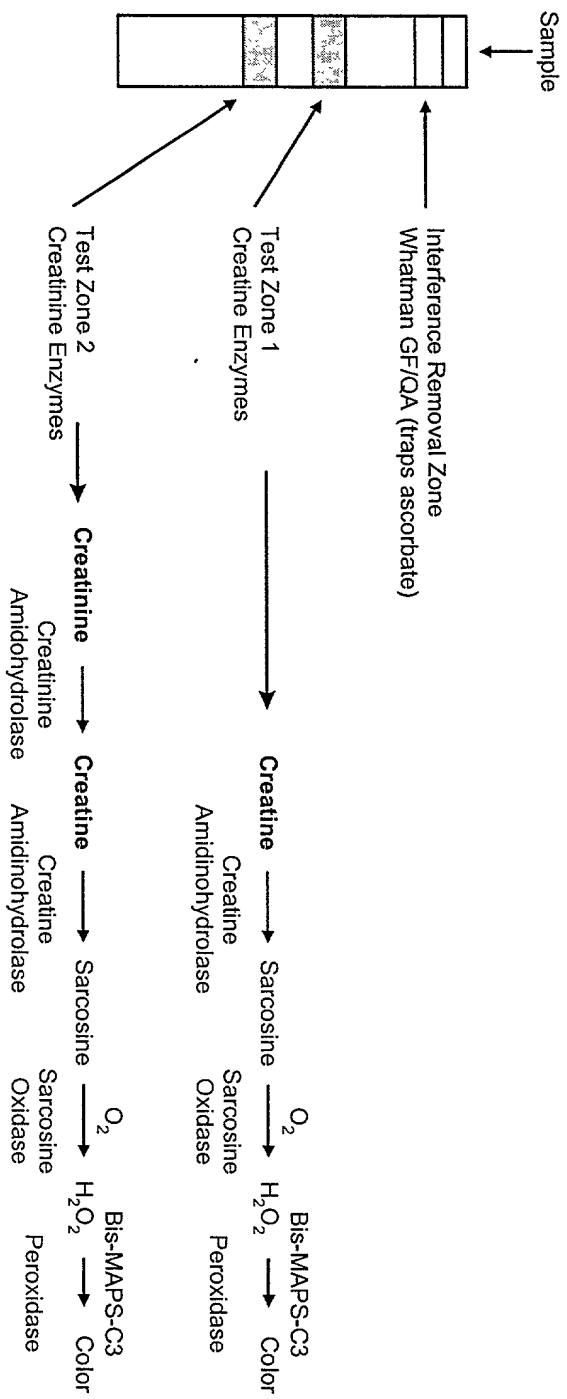 Sample
Interference Removal Zone
Whatman GF/QA (traps ascorbate)
Test Zone 1
Creatine Enzymes
Creatine
Creatine
Amidinohydrolase
Sarcosine
O₂
Sarcosine
Oxidase
H₂O₂
Bis-MAPS-C3
Peroxidase
Color
Test Zone 2
Creatinine Enzymes
Creatinine
Creatinine
Amidohydrolase
Creatine
Creatine
Amidinohydrolase
Sarcosine
O₂
Sarcosine
Oxidase
H₂O₂
Bis-MAPS-C3
Peroxidase
Color